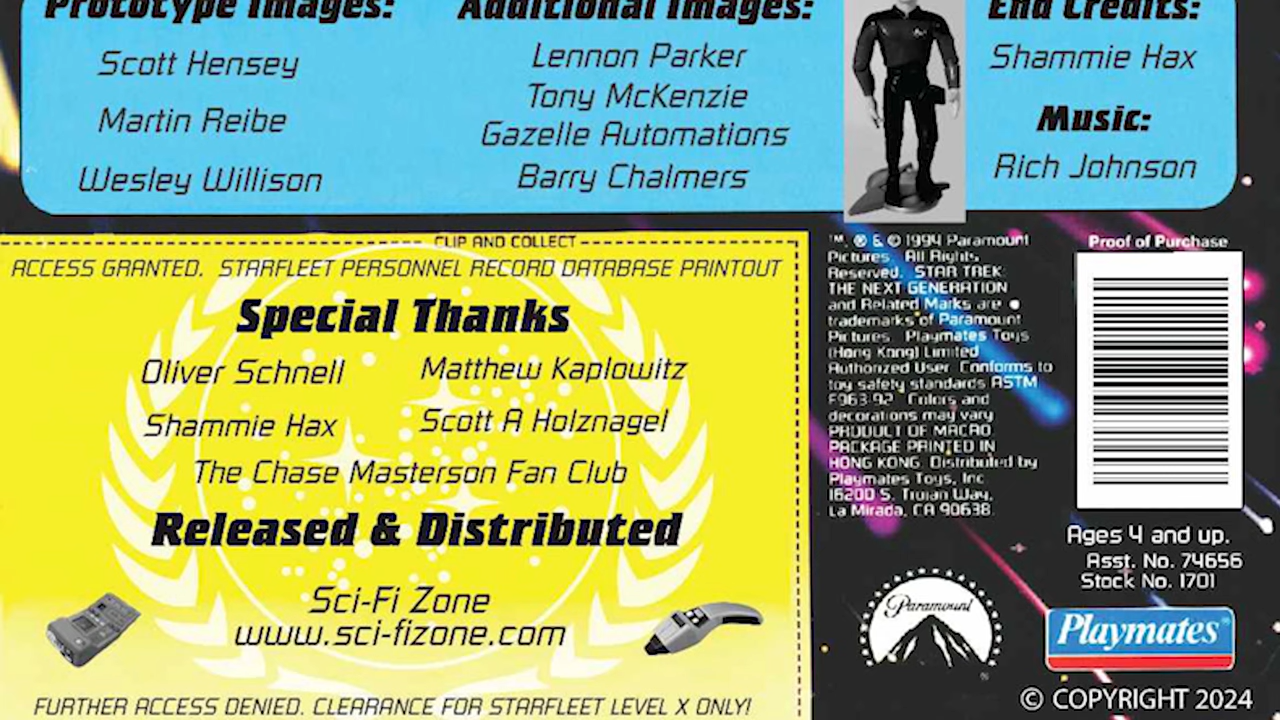 Prototype Images:
Scott Hensey
Martin Reibe
Wesley Willison
Additional Images:
Lennon Parker
Tony McKenzie
Gazelle Automations
Barry Chalmers
End Credits:
Shammie Hax
Music:
Rich Johnson
CLIP AND COLLECT
ACCESS GRANTED. STARFLEET PERSONNEL RECORD DATABASE PRINTOUT
Special Thanks
Oliver Schnell
Matthew Kaplowitz
Shammie Hax
Scott A Holznagel
The Chase Masterson Fan Club
Released & Distributed
Sci-Fi Zone
www.sci-fizone.com
FURTHER ACCESS DENIED. CLEARANCE FOR STARFLEET LEVEL X ONLY!
™, ® & © 1994 Paramount
Pictures. All Rights
Reserved. STAR TREK:
THE NEXT GENERATION
and Related Marks are
trademarks of Paramount
Pictures. Playmates Toys
(Hong Kong) Limited
Authorized User. Conforms to
toy safety standards ASTM
F963-92. Colors and
decorations may vary
PRODUCT OF MACAO
PACKAGE PRINTED IN
HONG KONG. Distributed by
Playmates Toys, Inc
16200 S. Trojan Way,
La Mirada, CA 90638.
Proof of Purchase
Ages 4 and up.
Asst. No. 74656
Stock No. 1701
Paramount
Playmates®
© COPYRIGHT 2024